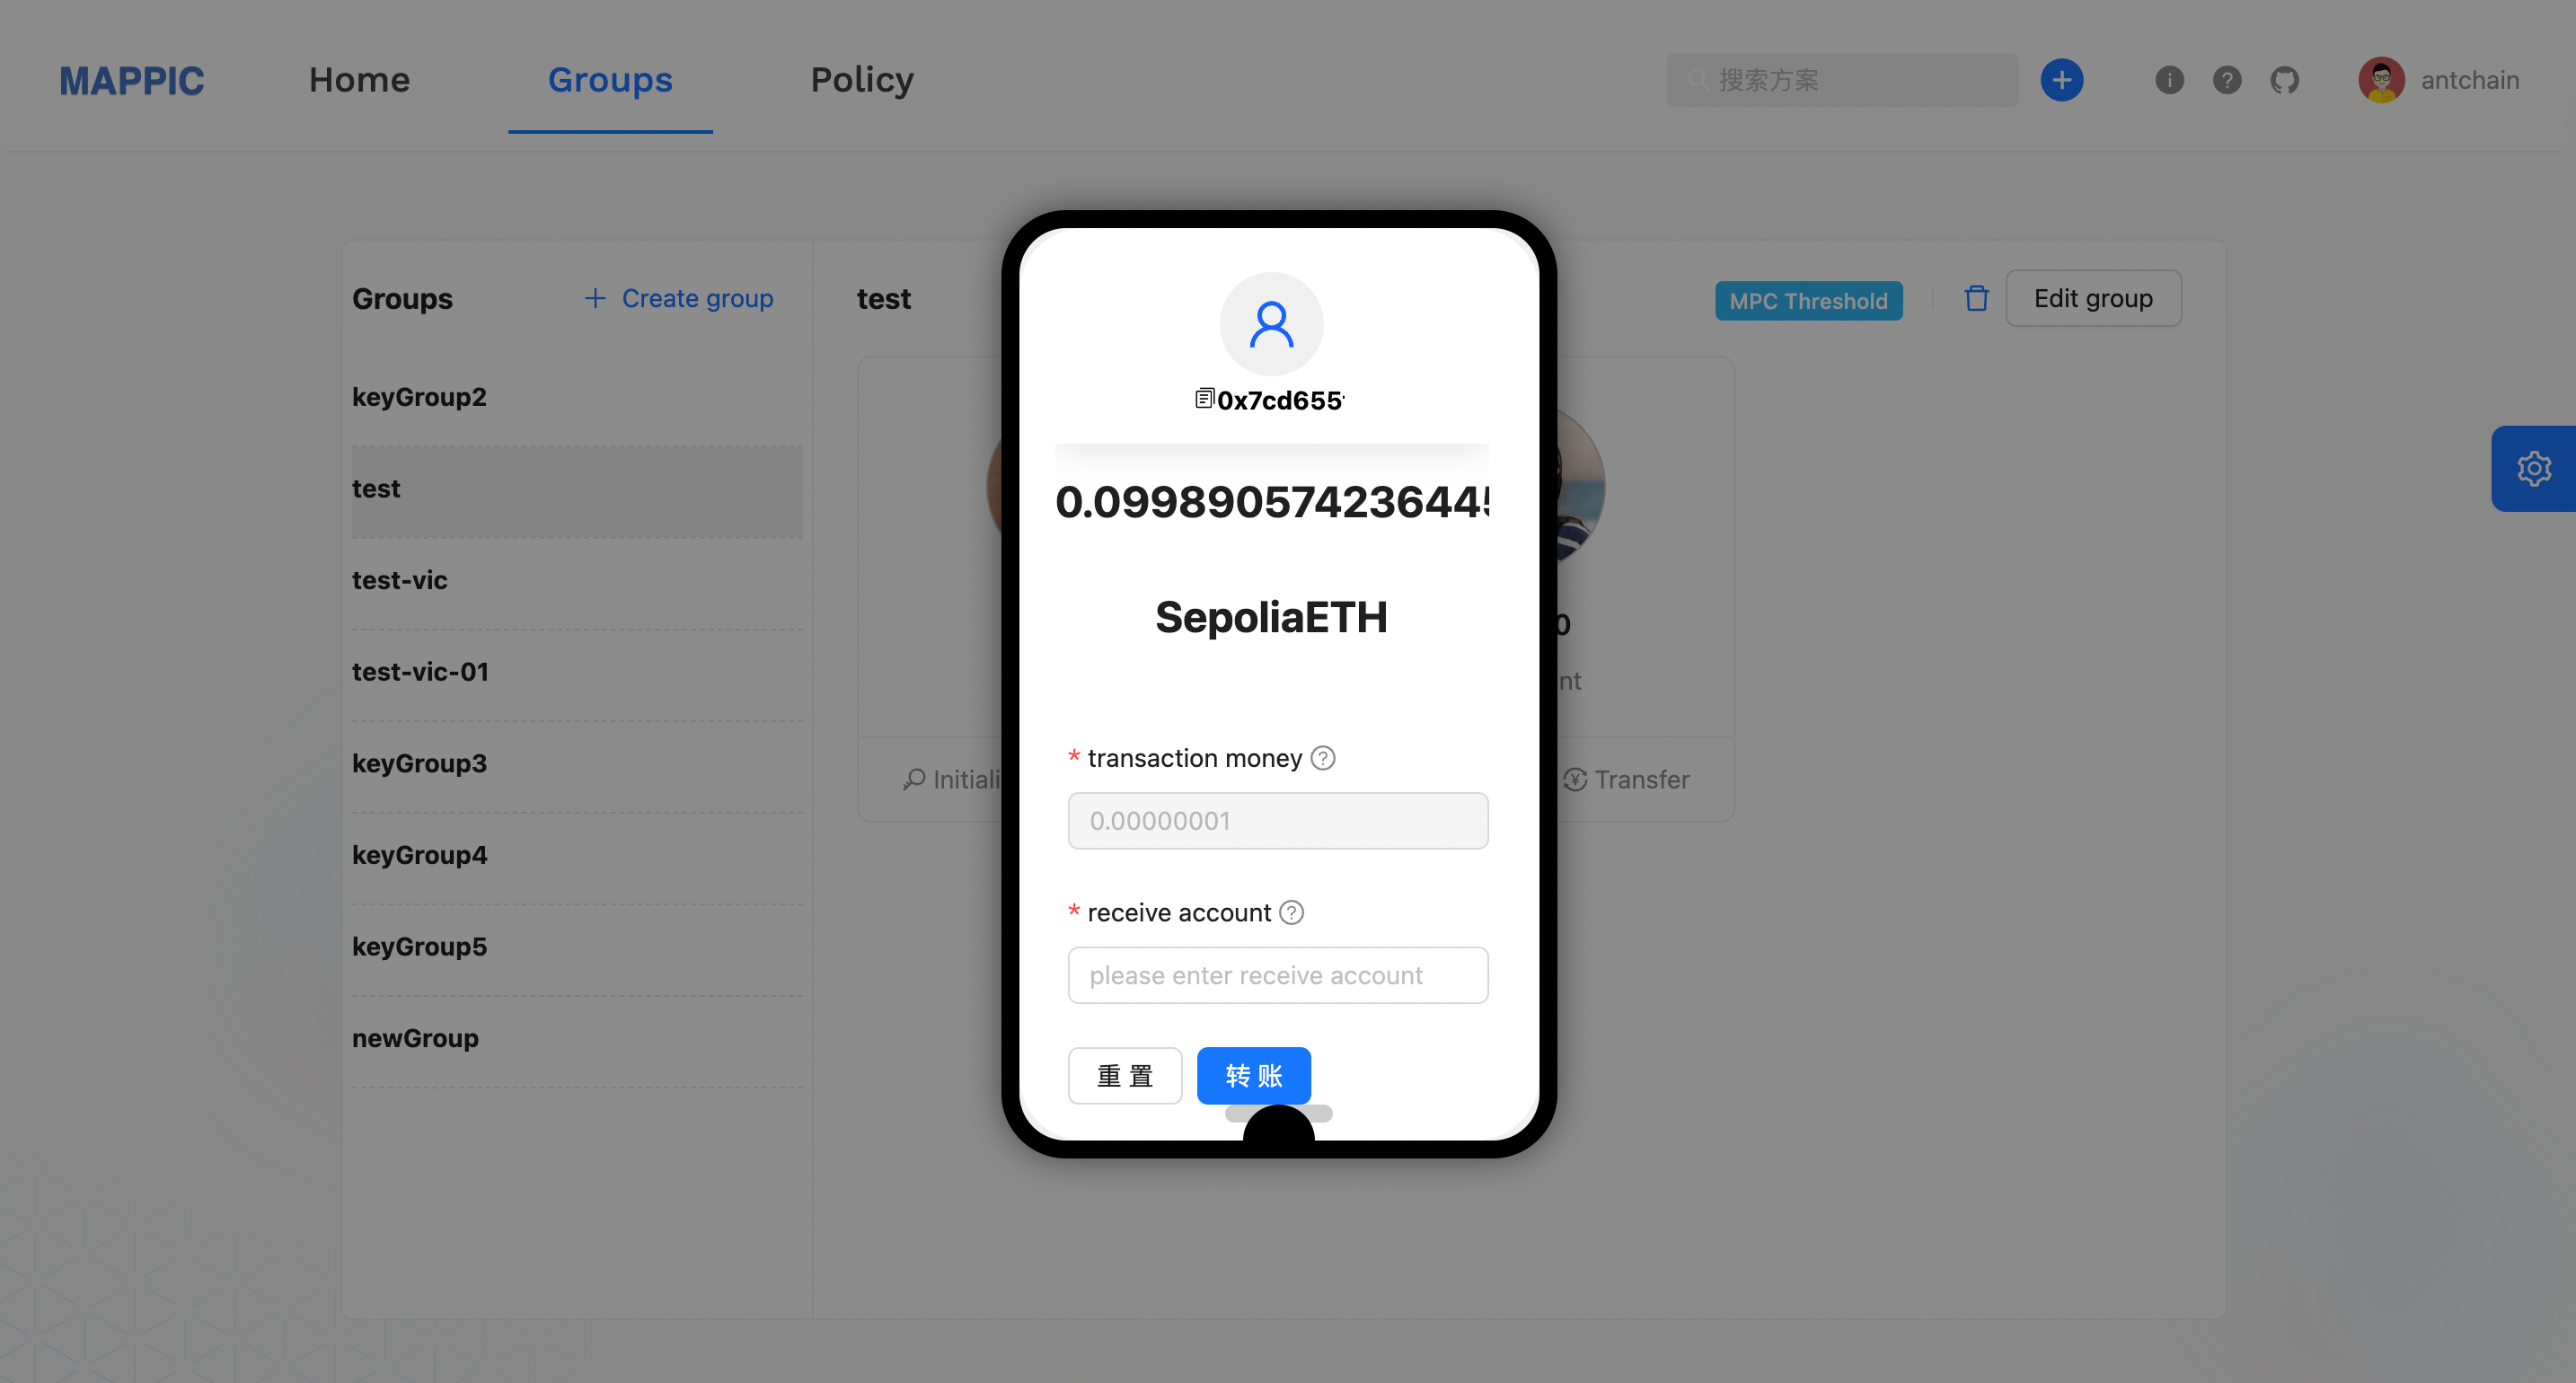 MAPPIC
Home
Groups
Policy
搜索方案
antchain
Groups
Create group
keyGroup2
test
test-vic
test-vic-01
keyGroup3
keyGroup4
keyGroup5
newGroup
test
MPC Threshold
Edit group
Initiali
0
nt
Transfer
0x7cd655
0.099890574236445
SepoliaETH
* transaction money
0.00000001
* receive account
please enter receive account
重置
转账